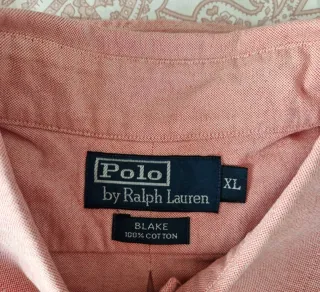 Polo
by Ralph Lauren
XL
BLAKE
100% COTTON